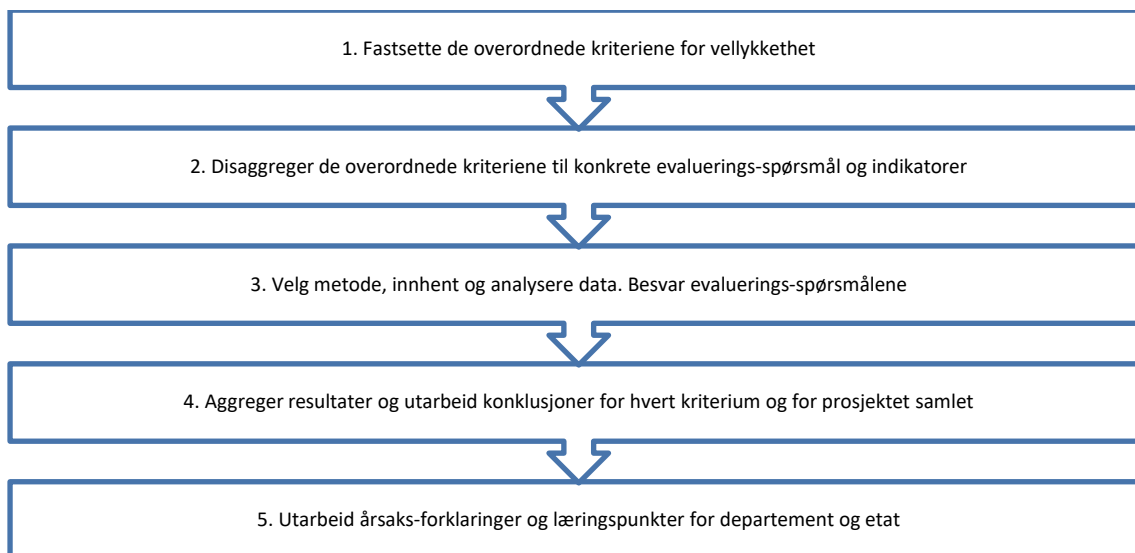 1. Fastsette de overordnede kriteriene for vellykkethet
2. Disaggreger de overordnede kriteriene til konkrete evaluerings-spørsmål og indikatorer
3. Velg metode, innhent og analysere data. Besvar evaluerings-spørsmålene
4. Aggreger resultater og utarbeid konklusjoner for hvert kriterium og for prosjektet samlet
5. Utarbeid årsaks-forklaringer og læringspunkter for departement og etat